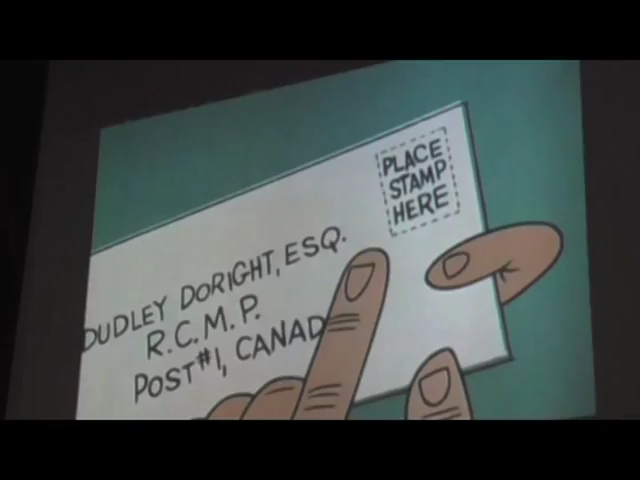 PLACE
STAMP
HERE
DUDLEY DORIGHT, ESQ.
R.C.M.P.
POST #1, CANAD